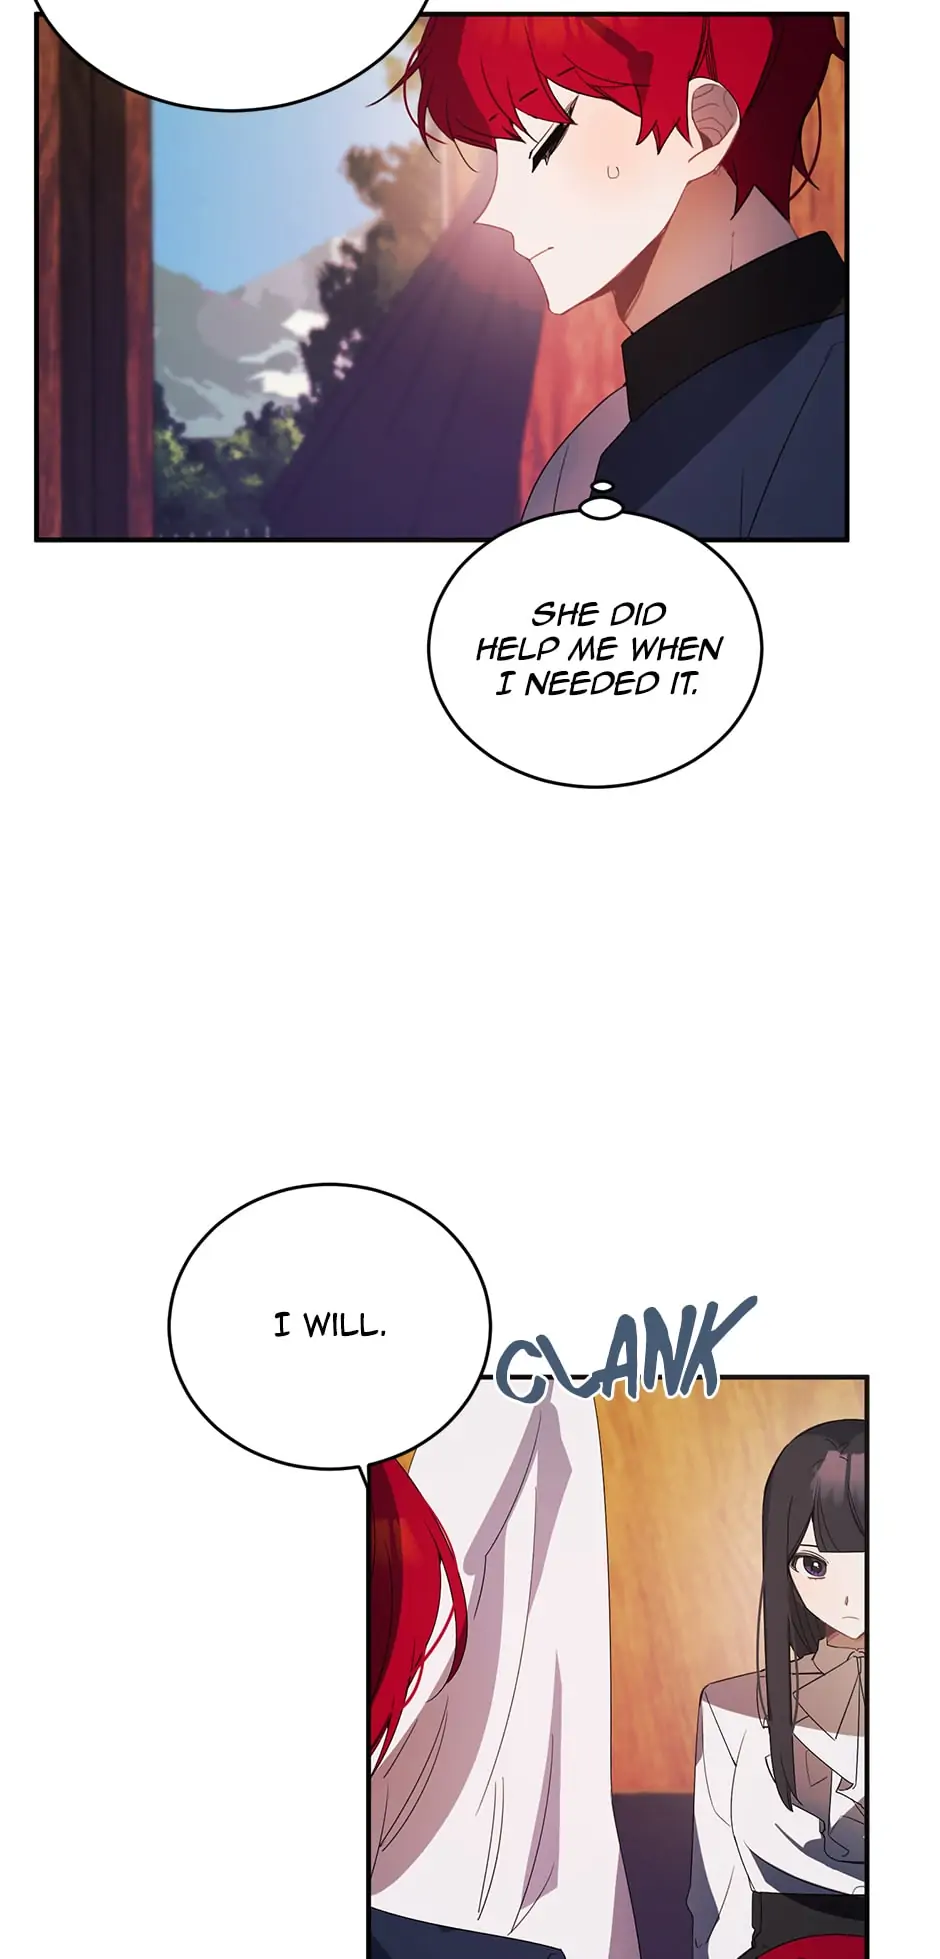 SHE DID
HELP ME WHEN
I NEEDED IT.
I WILL.
CLANK